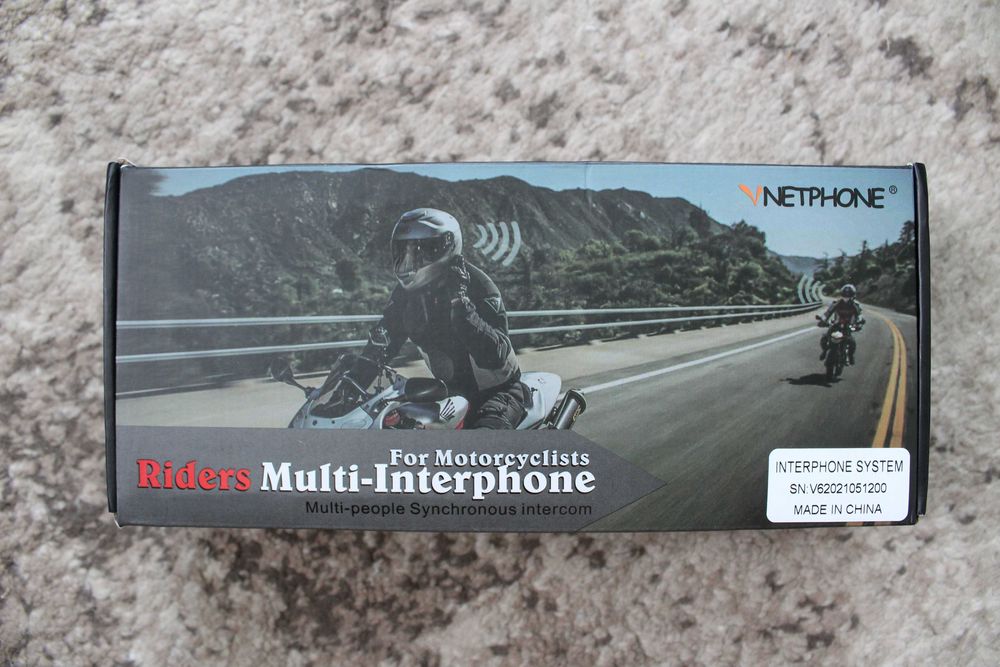 VNETPHONE®
For Motorcyclists
Riders Multi-Interphone
Multi-people Synchronous intercom
INTERPHONE SYSTEM
SN:V62021051200
MADE IN CHINA